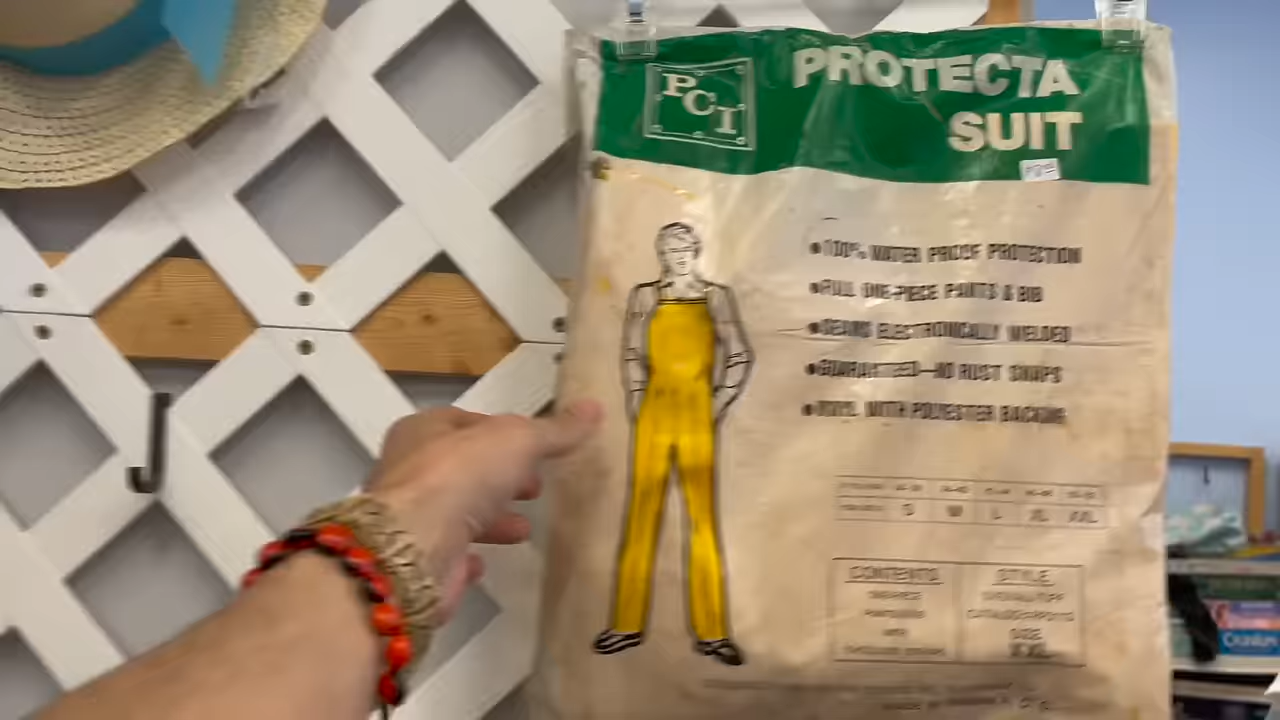 PCI
PROTECTA
SUIT
●100% WATER PROOF PROTECTION
●FULL ONE-PIECE PANTS & BIB
●SEAMS ELECTRONICALLY WELDED
●GUARANTEED—NO RUST SNAPS
●VINYL WITH POLYESTER BACKING
S M L XL XXL
CONTENTS STYLE
SIZE
XXL
Cranium